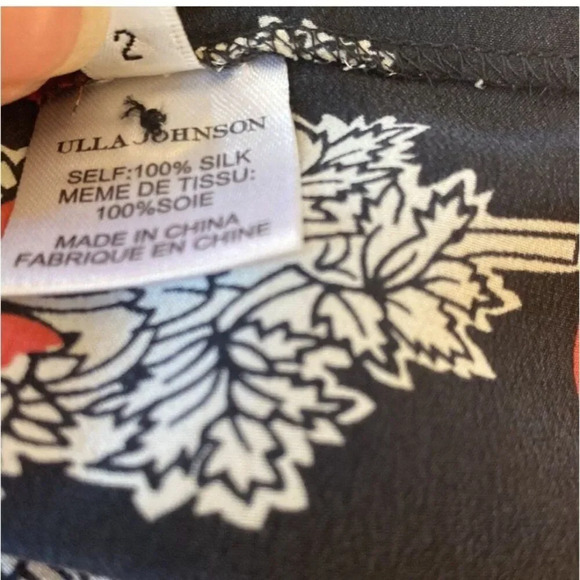 2
ULLA JOHNSON
SELF:100% SILK
MEME DE TISSU:
100%SOIE
MADE IN CHINA
FABRIQUE EN CHINE